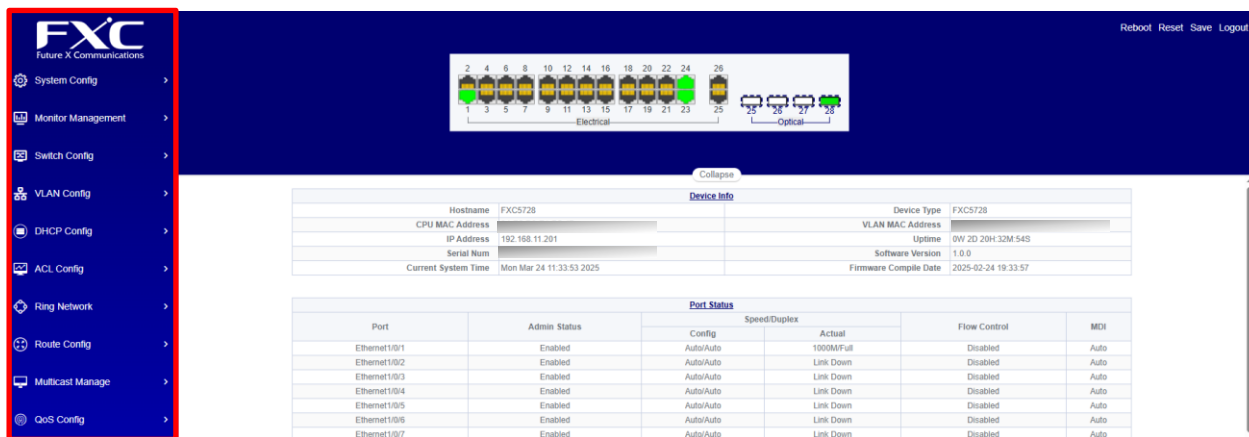 FXC
Future X Communications
System Config
Monitor Management
Switch Config
VLAN Config
DHCP Config
ACL Config
Ring Network
Route Config
Multicast Manage
QoS Config
Reboot Reset Save Logout
2 4 6 8 10 12 14 16 18 20 22 24 26
1 3 5 7 9 11 13 15 17 19 21 23 25 25 26 27 28
Electrical Optical
Collapse
Device Info
Hostname FXC5728 Device Type FXC5728
CPU MAC Address VLAN MAC Address
IP Address 192.168.11.201 Uptime 0W 2D 20H:32M:54S
Serial Num Software Version 1.0.0
Current System Time Mon Mar 24 11:33:53 2025 Firmware Compile Date 2025-02-24 19:33:57
Port Status
Port Admin Status Speed/Duplex Flow Control MDI
Config Actual
Ethernet1/0/1 Enabled Auto/Auto 1000M/Full Disabled Auto
Ethernet1/0/2 Enabled Auto/Auto Link Down Disabled Auto
Ethernet1/0/3 Enabled Auto/Auto Link Down Disabled Auto
Ethernet1/0/4 Enabled Auto/Auto Link Down Disabled Auto
Ethernet1/0/5 Enabled Auto/Auto Link Down Disabled Auto
Ethernet1/0/6 Enabled Auto/Auto Link Down Disabled Auto
Ethernet1/0/7 Enabled Auto/Auto Link Down Disabled Auto